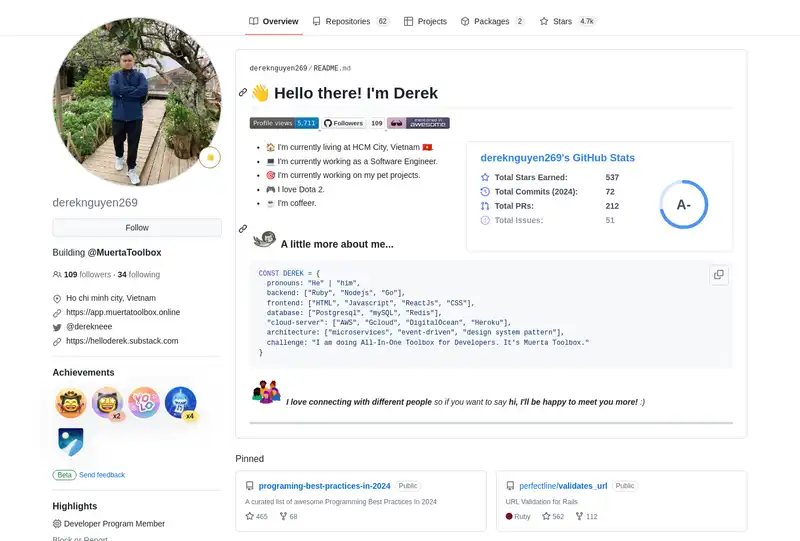 Overview Repositories 62 Projects Packages 2 Stars 4.7k
dereknguyen269/README.md
👋 Hello there! I'm Derek
Profile views 5,711 Followers 109 mentioned in awesome
🏠 I'm currently living at HCM City, Vietnam 🇻🇳.
💻 I'm currently working as a Software Engineer.
🎯 I'm currently working on my pet projects.
🎮 I love Dota 2.
☕ I'm coffeer.
dereknguyen269's GitHub Stats
Total Stars Earned: 537
Total Commits (2024): 72
Total PRs: 212
Total Issues: 51
A-
A little more about me...
CONST DEREK = {
pronouns: "He" | "him",
backend: ["Ruby", "Nodejs", "Go"],
frontend: ["HTML", "Javascript", "ReactJs", "CSS"],
database: ["Postgresql", "mySQL", "Redis"],
"cloud-server": ["AWS", "Gcloud", "DigitalOcean", "Heroku"],
architecture: ["microservices", "event-driven", "design system pattern"],
challenge: "I am doing All-In-One Toolbox for Developers. It's Muerta Toolbox."
}
I love connecting with different people so if you want to say hi, I'll be happy to meet you more! :)
dereknguyen269
Follow
Building @MuertaToolbox
109 followers · 34 following
Ho chi minh city, Vietnam
https://app.muertatoolbox.online
@derekneee
https://helloderek.substack.com
Achievements
x2
YOLO
x4
Beta Send feedback
Highlights
Developer Program Member
Block or Report
Pinned
programing-best-practices-in-2024 Public
A curated list of awesome Programming Best Practices In 2024
465 68
perfectline/validates_url Public
URL Validation for Rails
Ruby 562 112